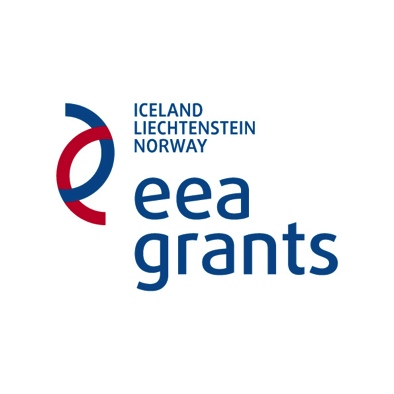 ICELAND
LIECHTENSTEIN
NORWAY
eea
grants